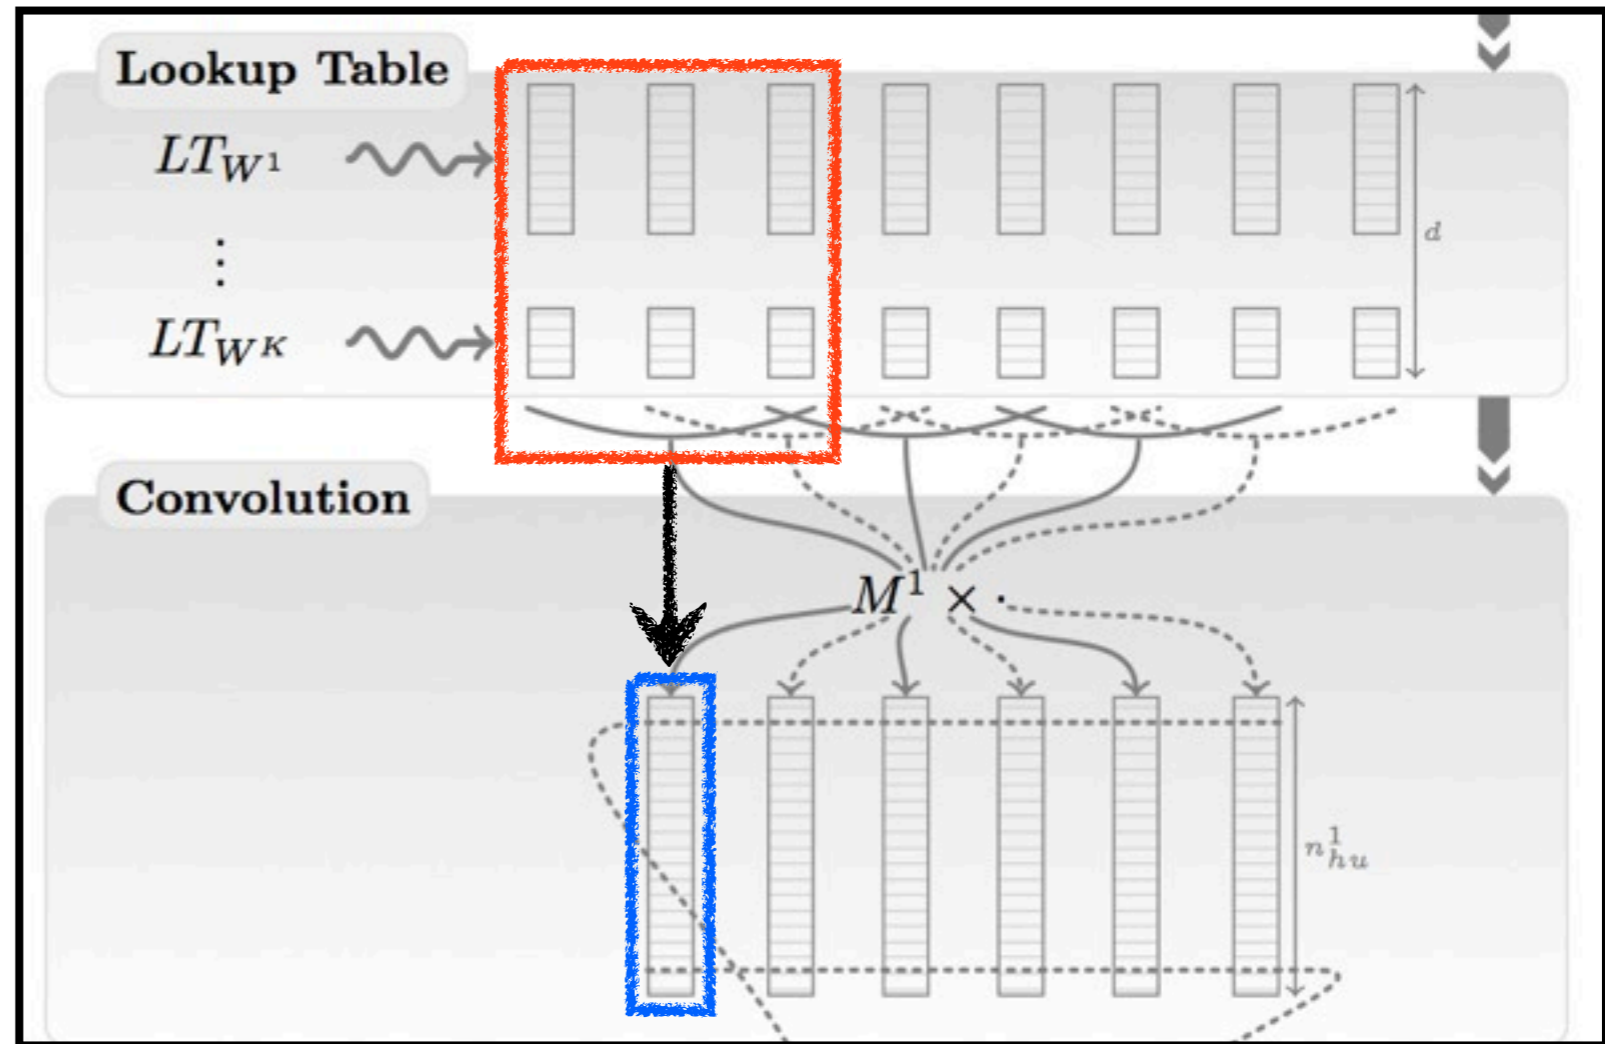 Lookup Table
LT_{W^1}
⋮
LT_{W^K}
d
Convolution
M^1 × ·
n^1_{hu}